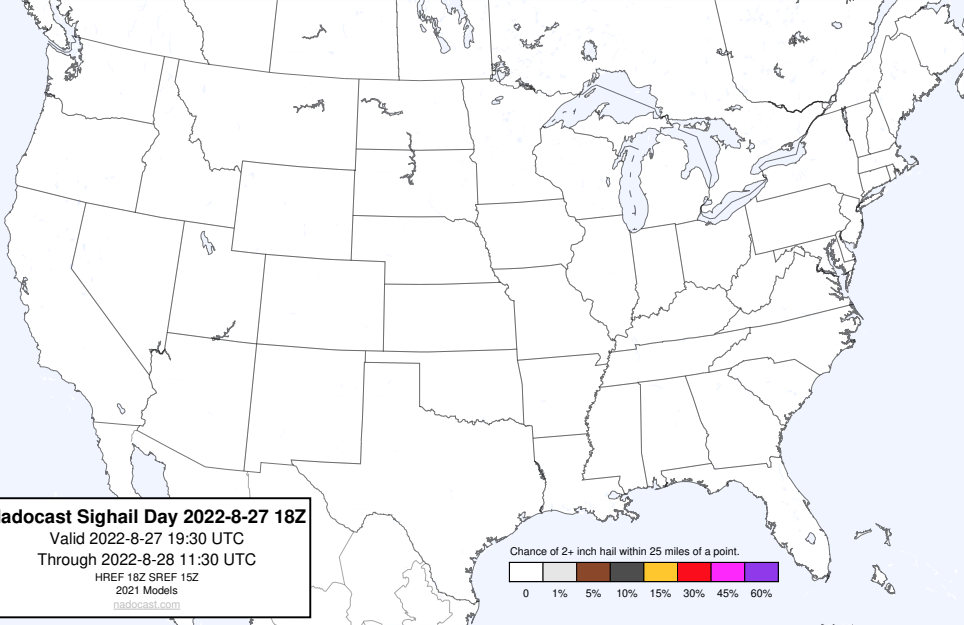 adocast Sighail Day 2022-8-27 18Z
Valid 2022-8-27 19:30 UTC
Through 2022-8-28 11:30 UTC
HREF 18Z SREF 15Z
2021 Models
nadocast.com
Chance of 2+ inch hail within 25 miles of a point.
0 1% 5% 10% 15% 30% 45% 60%